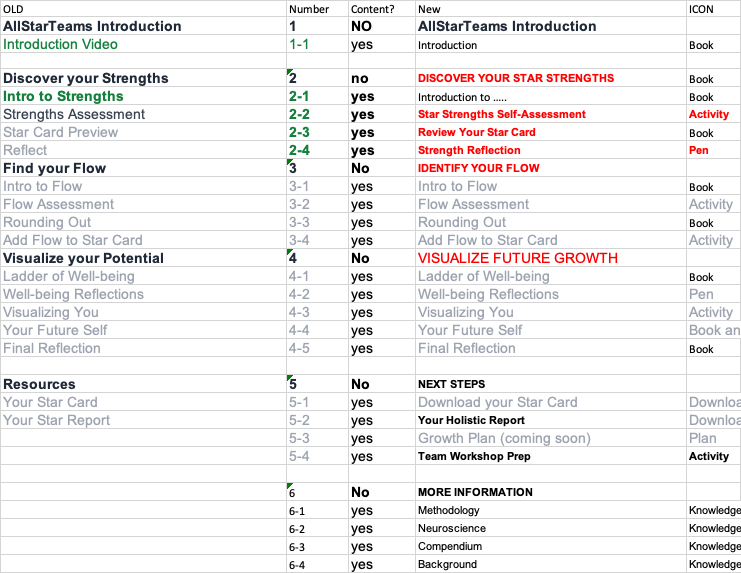 OLD Number Content? New ICON
AllStarTeams Introduction 1 NO AllStarTeams Introduction
Introduction Video 1-1 yes Introduction Book
Discover your Strengths 2 no DISCOVER YOUR STAR STRENGTHS Book
Intro to Strengths 2-1 yes Introduction to ..... Book
Strengths Assessment 2-2 yes Star Strengths Self-Assessment Activity
Star Card Preview 2-3 yes Review Your Star Card Book
Reflect 2-4 yes Strength Reflection Pen
Find your Flow 3 No IDENTIFY YOUR FLOW
Intro to Flow 3-1 yes Intro to Flow Book
Flow Assessment 3-2 yes Flow Assessment Activity
Rounding Out 3-3 yes Rounding Out Book
Add Flow to Star Card 3-4 yes Add Flow to Star Card Activity
Visualize your Potential 4 No VISUALIZE FUTURE GROWTH
Ladder of Well-being 4-1 yes Ladder of Well-being Book
Well-being Reflections 4-2 yes Well-being Reflections Pen
Visualizing You 4-3 yes Visualizing You Activity
Your Future Self 4-4 yes Your Future Self Book an
Final Reflection 4-5 yes Final Reflection Book
Resources 5 No NEXT STEPS
Your Star Card 5-1 yes Download your Star Card Downloa
Your Star Report 5-2 yes Your Holistic Report Downloa
5-3 yes Growth Plan (coming soon) Plan
5-4 yes Team Workshop Prep Activity
6 No MORE INFORMATION
6-1 yes Methodology Knowledge
6-2 yes Neuroscience Knowledge
6-3 yes Compendium Knowledge
6-4 yes Background Knowledge